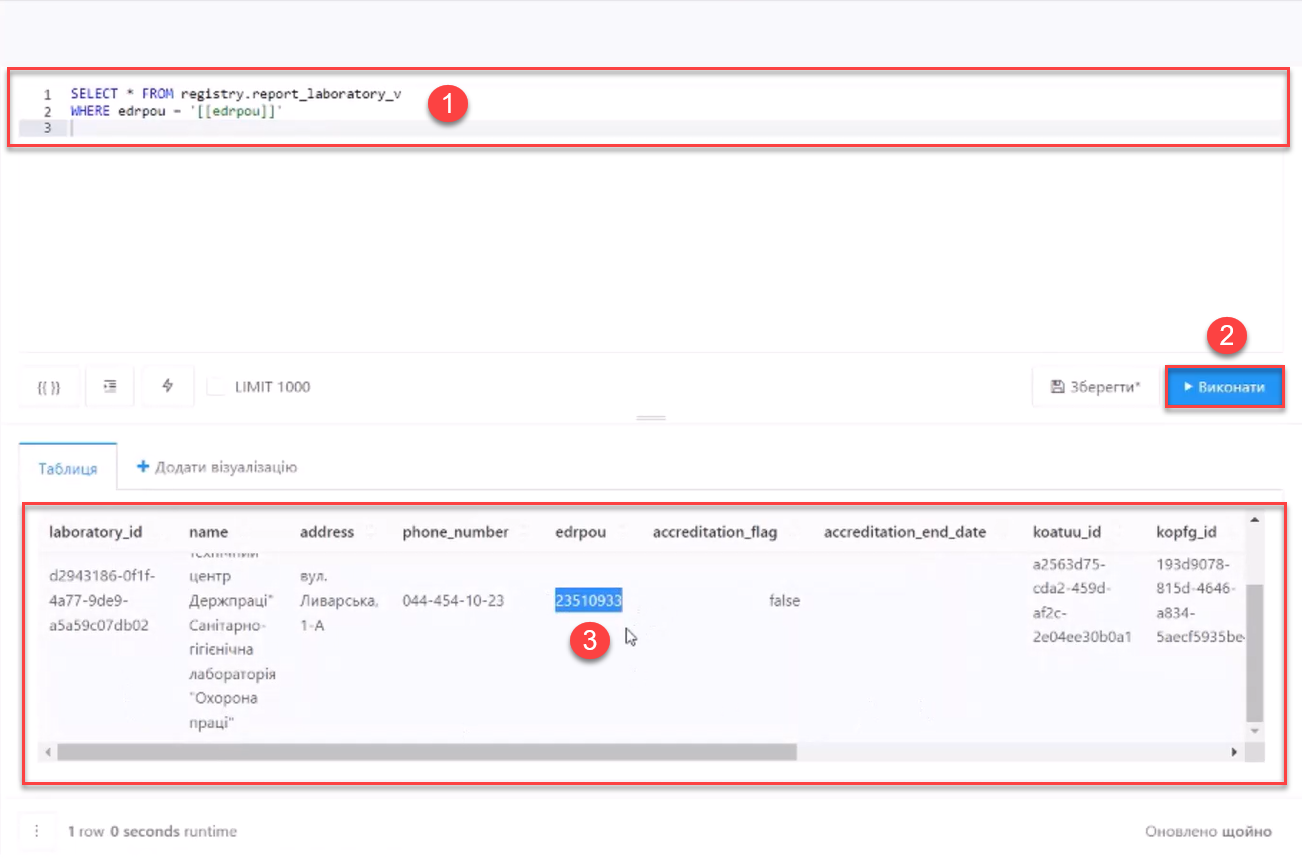 1 SELECT * FROM registry.report_laboratory_v
2 WHERE edrpou = '[[edrpou]]'
3
1
2
{{ }} LIMIT 1000 Зберегти* Виконати
Таблиця + Додати візуалізацію
laboratory_id name address phone_number edrpou accreditation_flag accreditation_end_date koatuu_id kopfg_id
технічний
центр
Держпраці"
Санітарно-
гігієнічна
лабораторія
"Охорона
праці"
d2943186-0f1f-
4a77-9de9-
a5a59c07db02
вул.
Ливарська,
1-А
044-454-10-23
23510933
false
a2563d75-
cda2-459d-
af2c-
2e04ee30b0a1
193d9078-
815d-4646-
a834-
5aecf5935be
3
1 row 0 seconds runtime Оновлено щойно